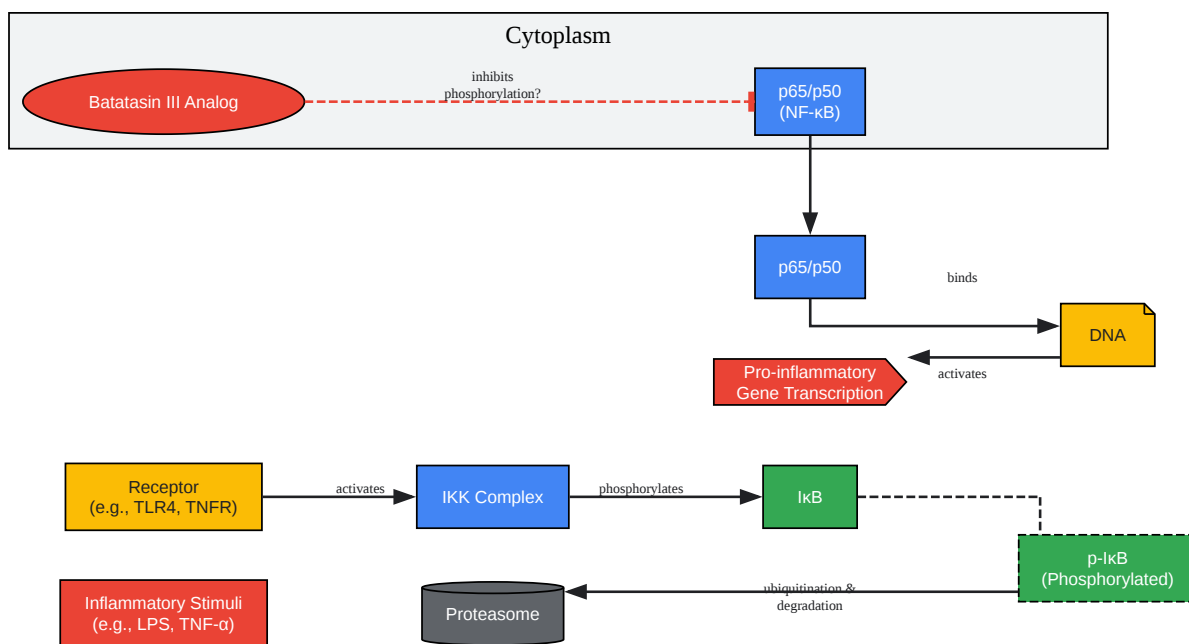 Cytoplasm
inhibits
phosphorylation?
Batatasin III Analog
p65/p50
(NF-κB)
p65/p50
binds
DNA
activates
Pro-inflammatory
Gene Transcription
Receptor
(e.g., TLR4, TNFR)
activates
IKK Complex
phosphorylates
IκB
p-IκB
(Phosphorylated)
ubiquitination &
degradation
Proteasome
Inflammatory Stimuli
(e.g., LPS, TNF-α)